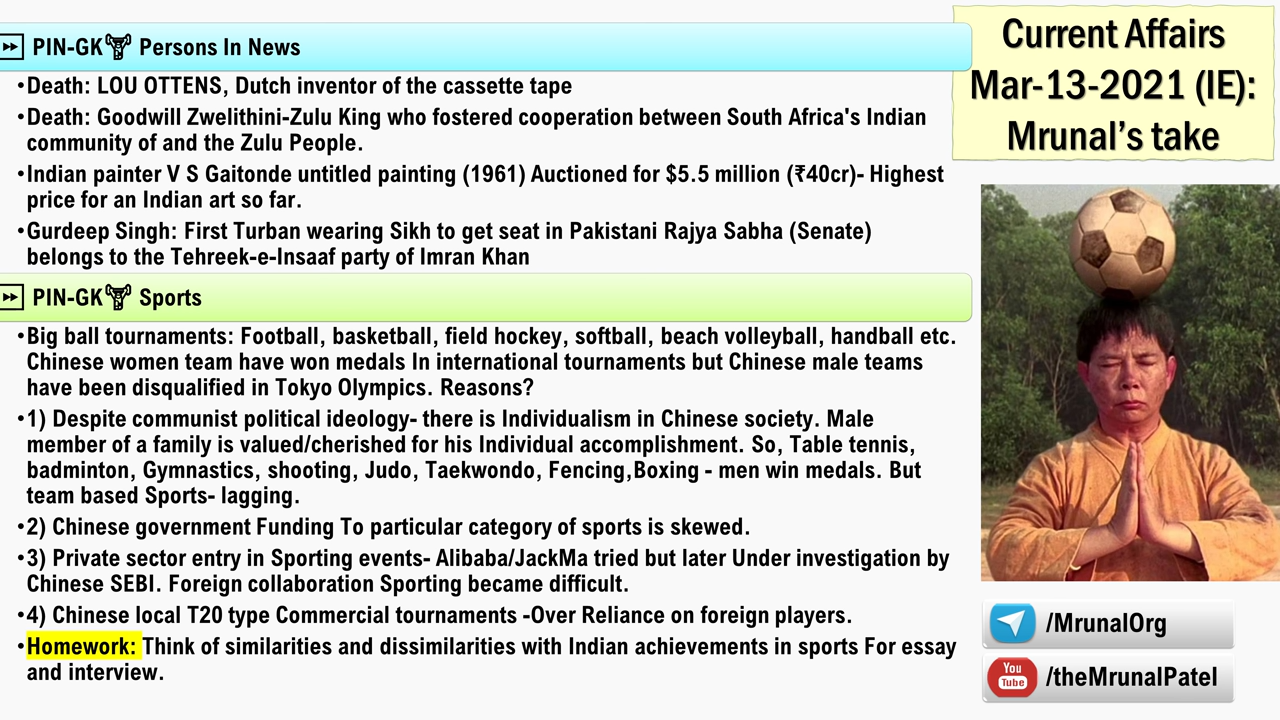 PIN-GK Persons In News
•Death: LOU OTTENS, Dutch inventor of the cassette tape
•Death: Goodwill Zwelithini-Zulu King who fostered cooperation between South Africa's Indian
community of and the Zulu People.
•Indian painter V S Gaitonde untitled painting (1961) Auctioned for $5.5 million (₹40cr)- Highest
price for an Indian art so far.
•Gurdeep Singh: First Turban wearing Sikh to get seat in Pakistani Rajya Sabha (Senate)
belongs to the Tehreek-e-Insaaf party of Imran Khan
PIN-GK Sports
•Big ball tournaments: Football, basketball, field hockey, softball, beach volleyball, handball etc.
Chinese women team have won medals In international tournaments but Chinese male teams
have been disqualified in Tokyo Olympics. Reasons?
•1) Despite communist political ideology- there is Individualism in Chinese society. Male
member of a family is valued/cherished for his Individual accomplishment. So, Table tennis,
badminton, Gymnastics, shooting, Judo, Taekwondo, Fencing,Boxing - men win medals. But
team based Sports- lagging.
•2) Chinese government Funding To particular category of sports is skewed.
•3) Private sector entry in Sporting events- Alibaba/JackMa tried but later Under investigation by
Chinese SEBI. Foreign collaboration Sporting became difficult.
•4) Chinese local T20 type Commercial tournaments -Over Reliance on foreign players.
•Homework: Think of similarities and dissimilarities with Indian achievements in sports For essay
and interview.
Current Affairs
Mar-13-2021 (IE):
Mrunal’s take
/MrunalOrg
You
Tube
/theMrunalPatel